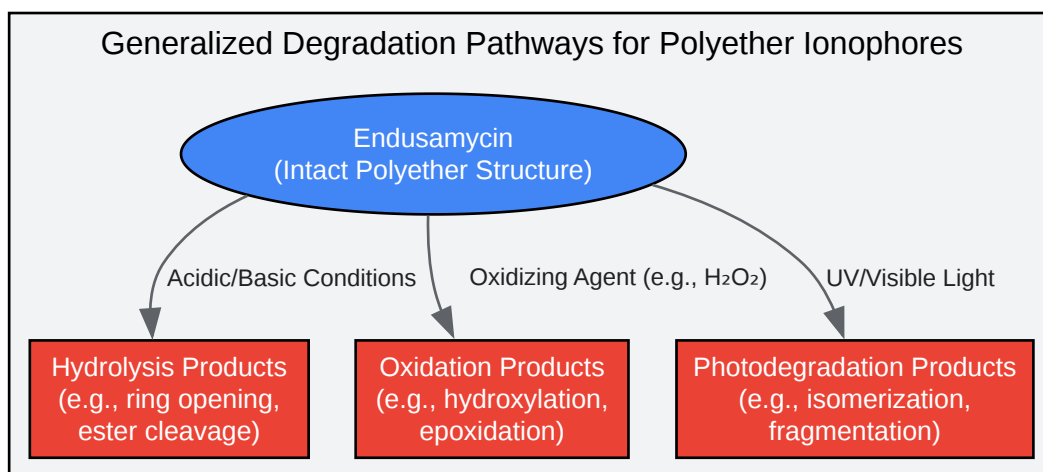 Generalized Degradation Pathways for Polyether Ionophores
Endusamycin
(Intact Polyether Structure)
Acidic/Basic Conditions
Oxidizing Agent (e.g., H₂O₂)
UV/Visible Light
Hydrolysis Products
(e.g., ring opening,
ester cleavage)
Oxidation Products
(e.g., hydroxylation,
epoxidation)
Photodegradation Products
(e.g., isomerization,
fragmentation)